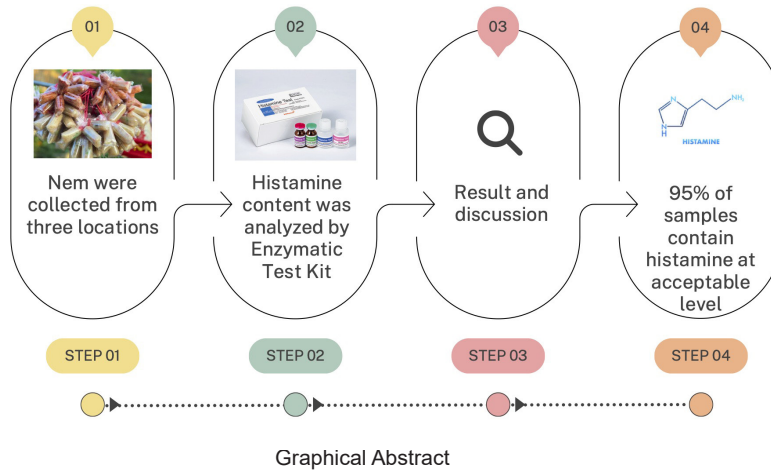 01
02
03
04
Histamine Test
NH₂
N
N
H
HISTAMINE
Nem were
collected from
three locations
Histamine
content was
analyzed by
Enzymatic
Test Kit
Result and
discussion
95% of
samples
contain
histamine at
acceptable
level
STEP 01
STEP 02
STEP 03
STEP 04
Graphical Abstract